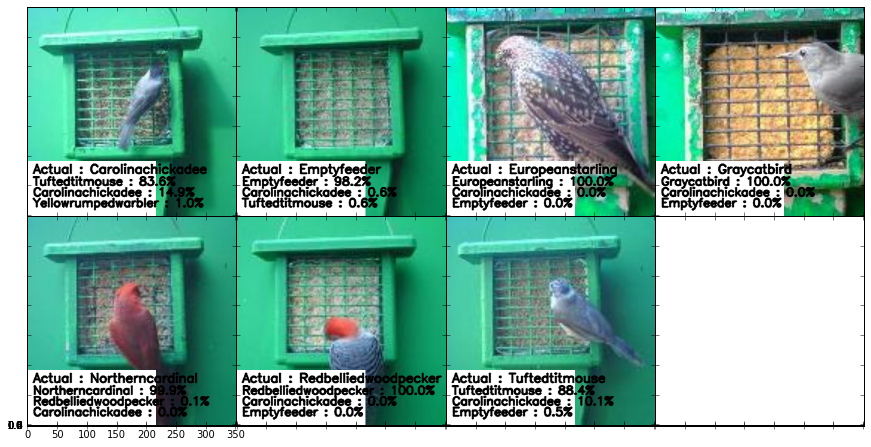 Actual : Carolinachickadee
Tuftedtitmouse : 83.6%
Carolinachickadee : 14.9%
Yellowrumpedwarbler : 1.0%
Actual : Emptyfeeder
Emptyfeeder : 98.2%
Carolinachickadee : 0.6%
Tuftedtitmouse : 0.6%
Actual : Europeanstarling
Europeanstarling : 100.0%
Carolinachickadee : 0.0%
Emptyfeeder : 0.0%
Actual : Graycatbird
Graycatbird : 100.0%
Carolinachickadee : 0.0%
Emptyfeeder : 0.0%
Actual : Northerncardinal
Northerncardinal : 99.9%
Redbelliedwoodpecker : 0.1%
Carolinachickadee : 0.0%
Actual : Redbelliedwoodpecker
Redbelliedwoodpecker : 100.0%
Carolinachickadee : 0.0%
Emptyfeeder : 0.0%
Actual : Tuftedtitmouse
Tuftedtitmouse : 88.4%
Carolinachickadee : 10.1%
Emptyfeeder : 0.5%
0 50 100 150 200 250 300 350